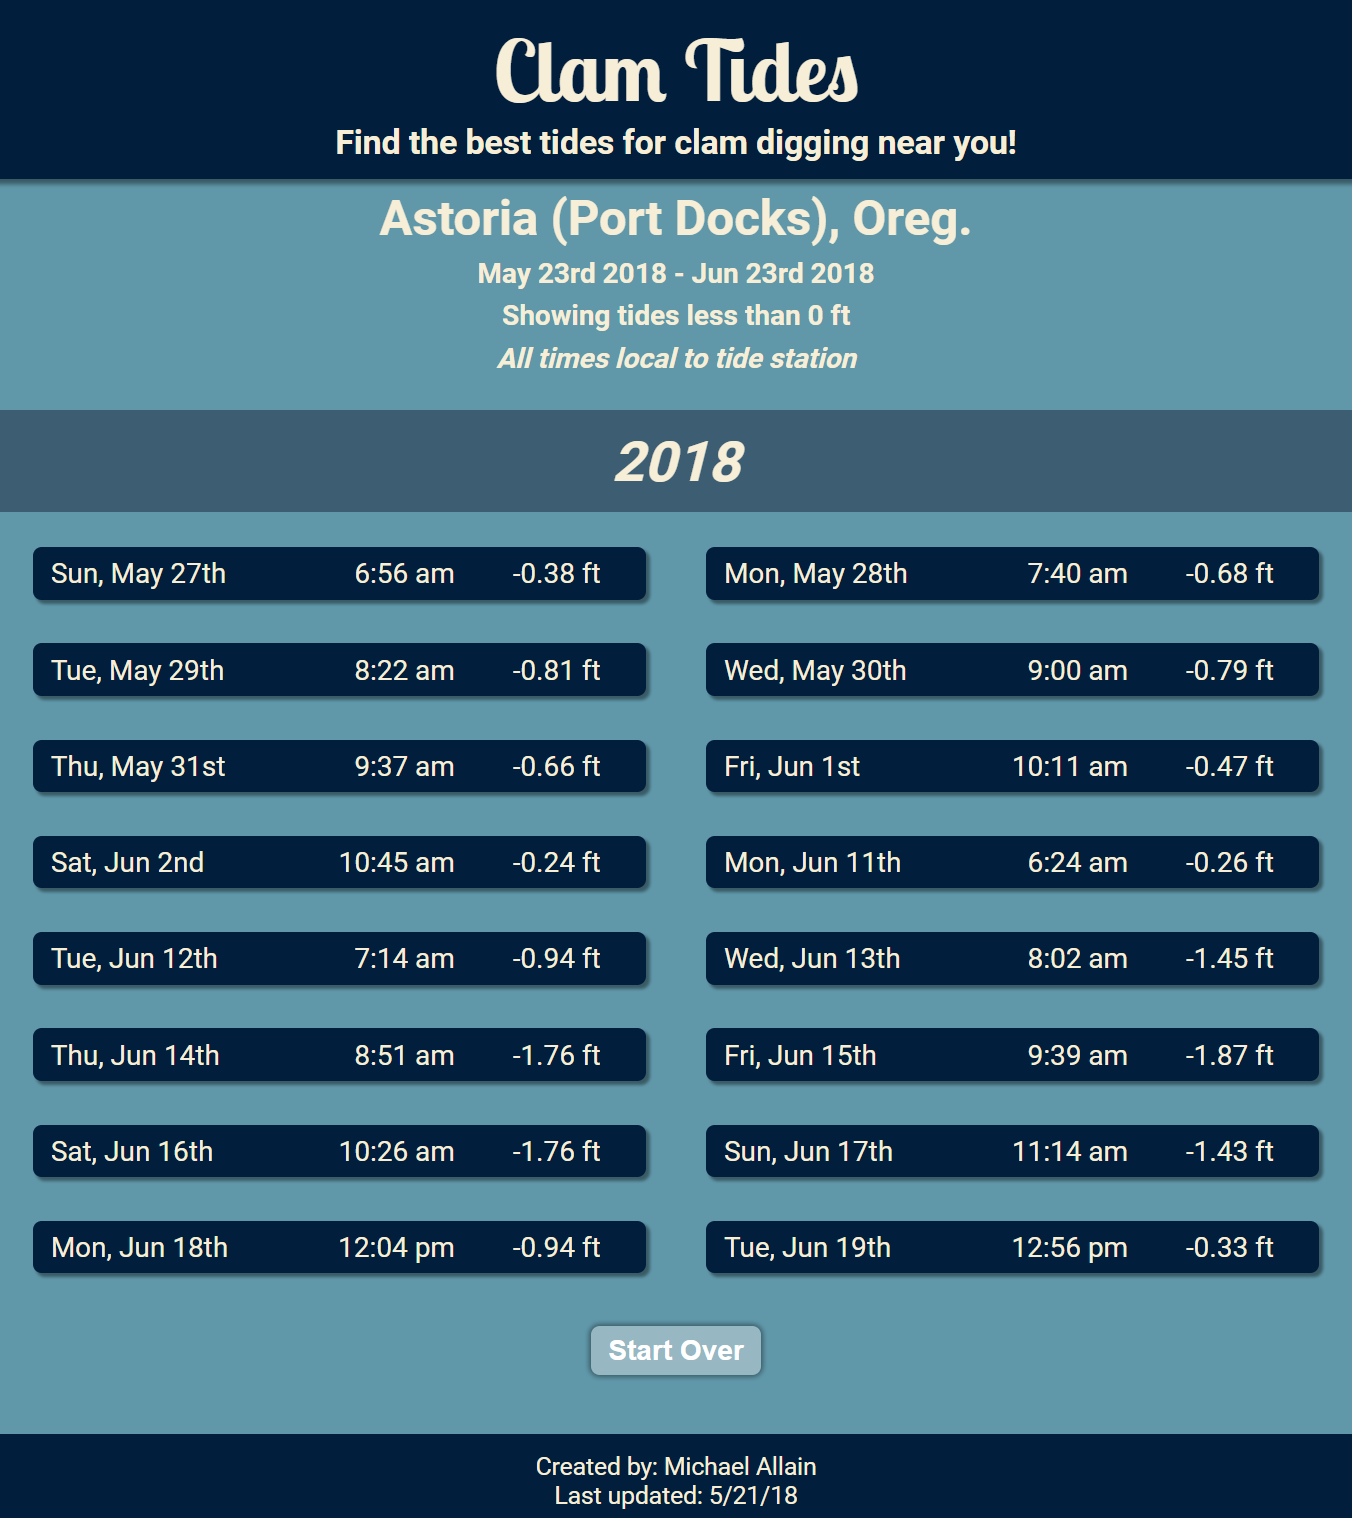 Clam Tides
Find the best tides for clam digging near you!
Astoria (Port Docks), Oreg.
May 23rd 2018 - Jun 23rd 2018
Showing tides less than 0 ft
All times local to tide station
2018
Sun, May 27th 6:56 am -0.38 ft
Mon, May 28th 7:40 am -0.68 ft
Tue, May 29th 8:22 am -0.81 ft
Wed, May 30th 9:00 am -0.79 ft
Thu, May 31st 9:37 am -0.66 ft
Fri, Jun 1st 10:11 am -0.47 ft
Sat, Jun 2nd 10:45 am -0.24 ft
Mon, Jun 11th 6:24 am -0.26 ft
Tue, Jun 12th 7:14 am -0.94 ft
Wed, Jun 13th 8:02 am -1.45 ft
Thu, Jun 14th 8:51 am -1.76 ft
Fri, Jun 15th 9:39 am -1.87 ft
Sat, Jun 16th 10:26 am -1.76 ft
Sun, Jun 17th 11:14 am -1.43 ft
Mon, Jun 18th 12:04 pm -0.94 ft
Tue, Jun 19th 12:56 pm -0.33 ft
Start Over
Created by: Michael Allain
Last updated: 5/21/18